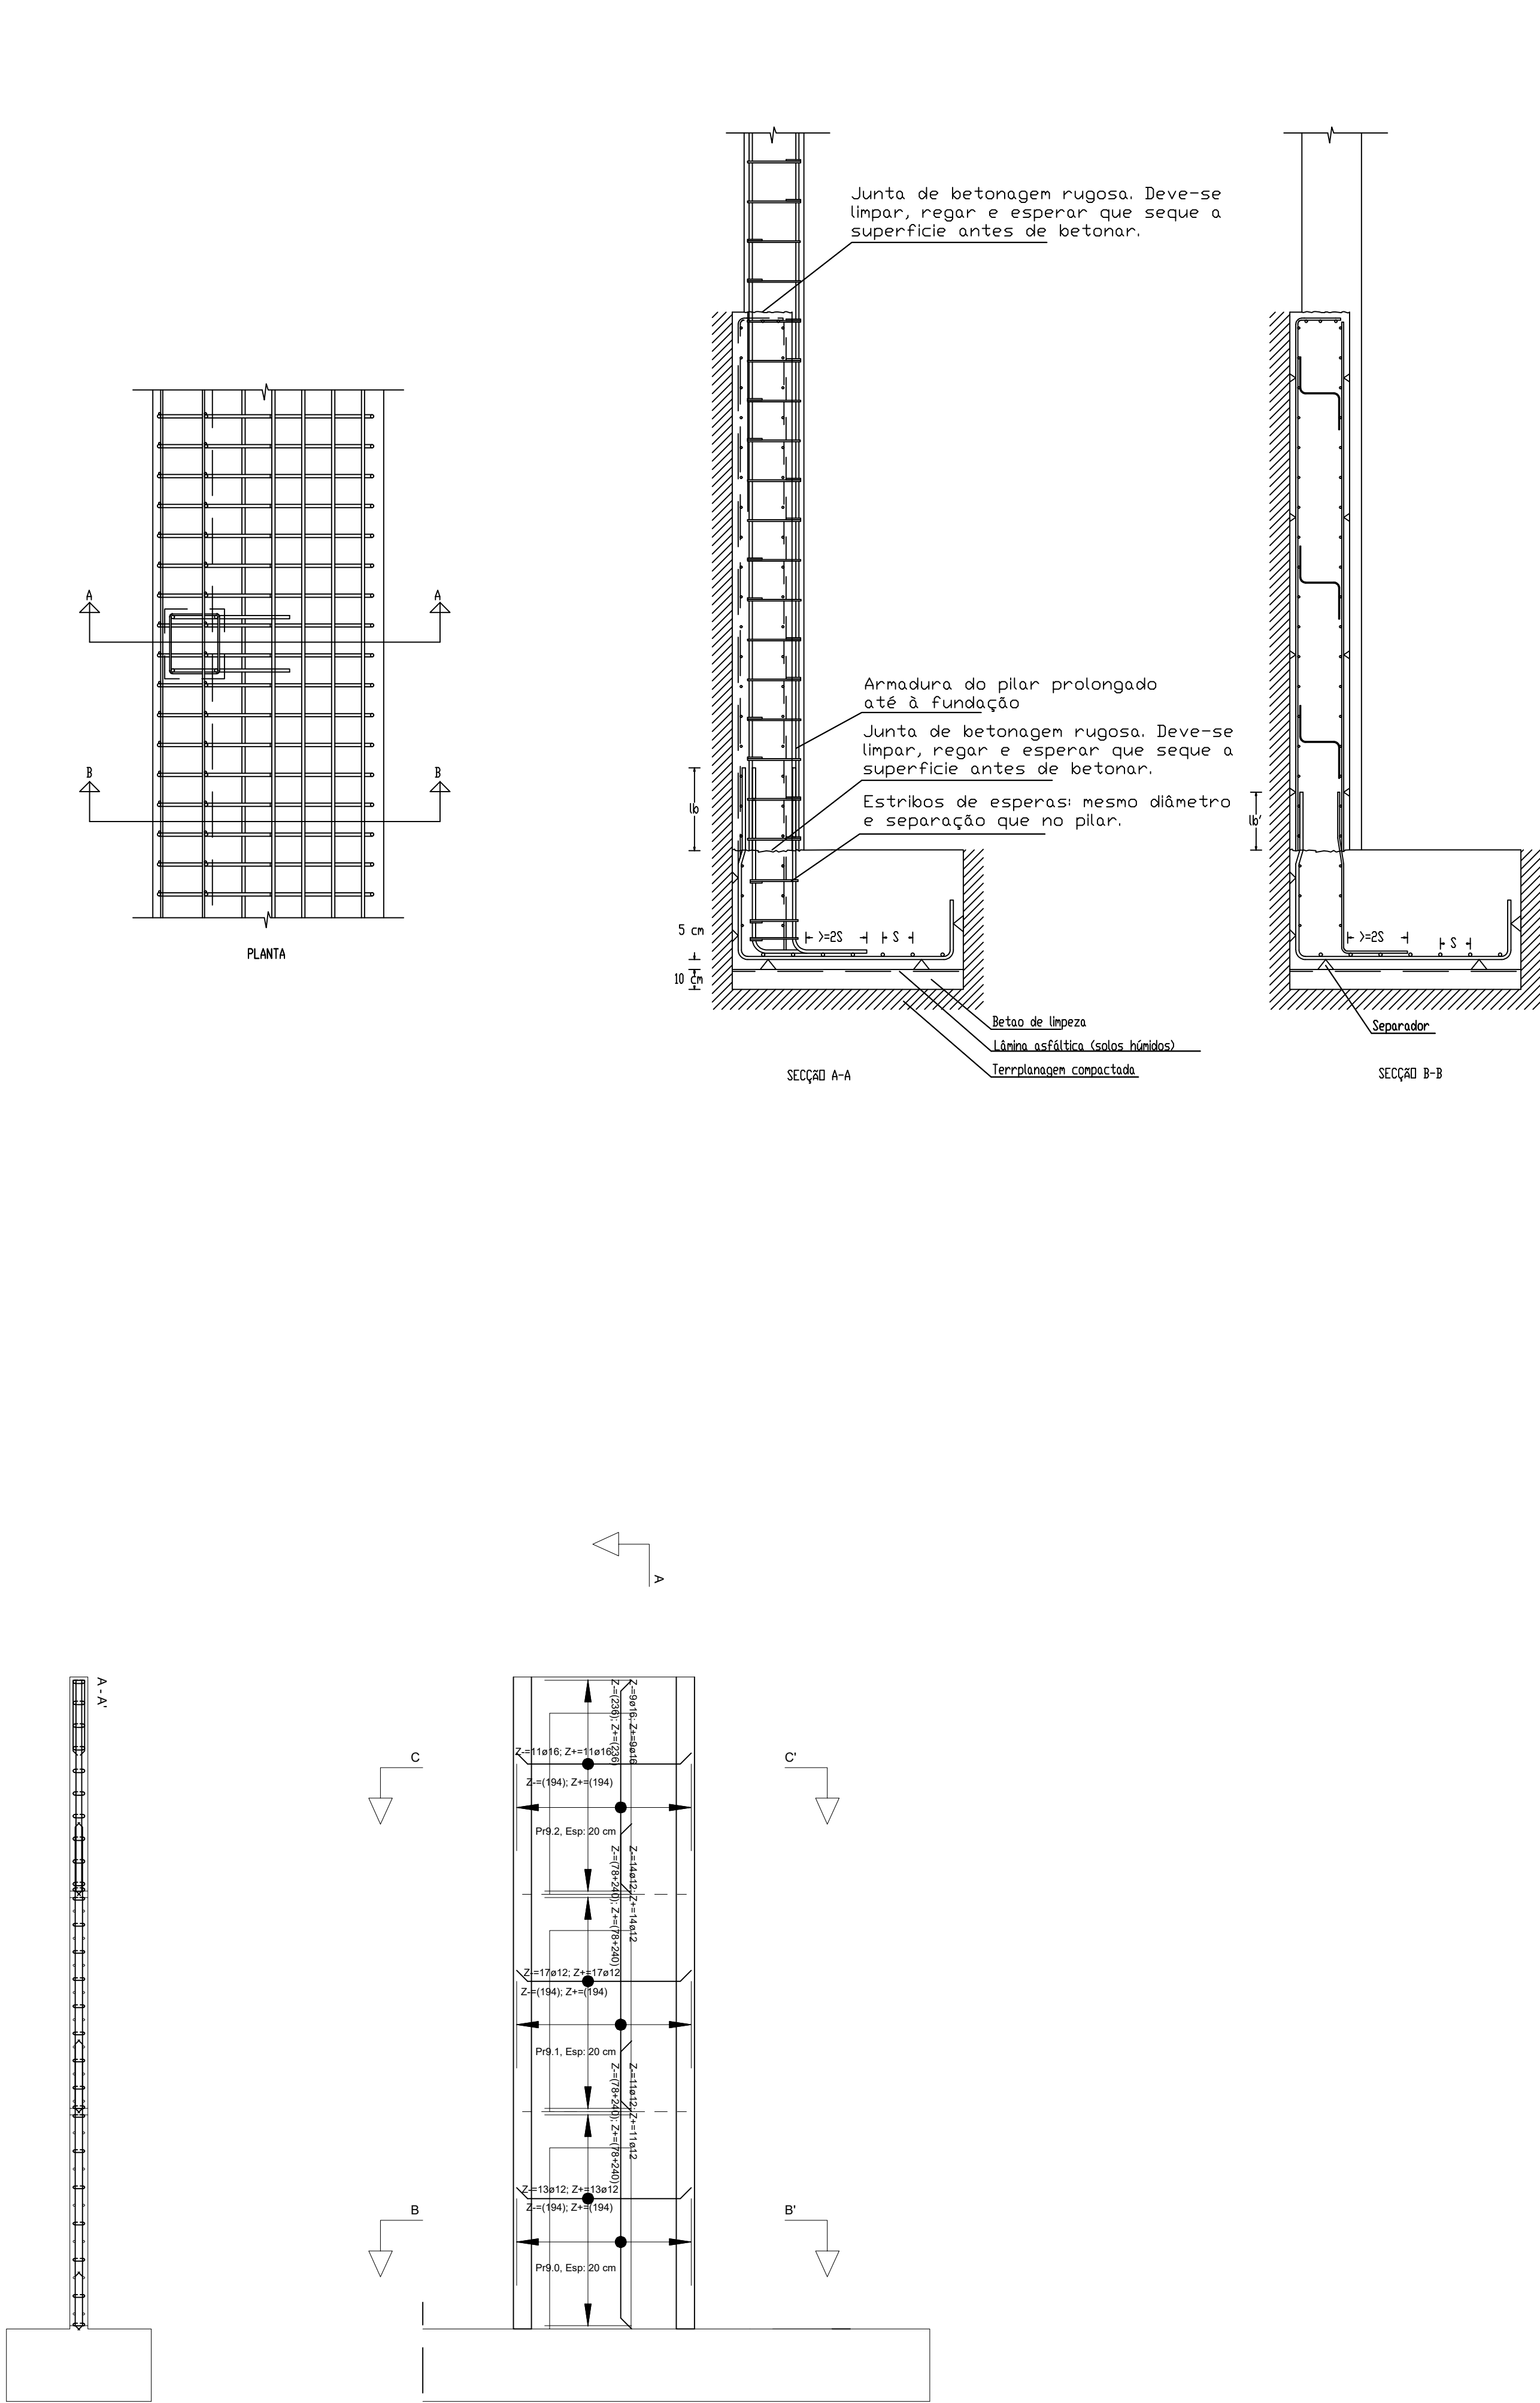 Junta de betonagem rugosa. Deve-se
limpar, regar e esperar que seque a
superficie antes de betonar.
A
A
B
B
PLANTA
Armadura do pilar prolongado
até à fundação
Junta de betonagem rugosa. Deve-se
limpar, regar e esperar que seque a
superficie antes de betonar.
Estribos de esperas: mesmo diâmetro
e separação que no pilar.
lb
lb'
5 cm
>=2S
S
>=2S
S
10 cm
Betao de limpeza
Lâmina asfáltica (solos húmidos)
Terrplanagem compactada
Separador
SECÇÃO A-A
SECÇÃO B-B
A
A - A'
Z-=9ø16; Z+=9ø16
Z-=(236); Z+=(236)
Z-=11ø16; Z+=11ø16
Z-=(194); Z+=(194)
C
C'
Pr9.2, Esp: 20 cm
Z-=14ø12; Z+=14ø12
Z-=(78+240); Z+=(78+240)
Z-=17ø12; Z+=17ø12
Z-=(194); Z+=(194)
Pr9.1, Esp: 20 cm
Z-=11ø12; Z+=11ø12
Z-=(78+240); Z+=(78+240)
Z-=13ø12; Z+=13ø12
Z-=(194); Z+=(194)
B
B'
Pr9.0, Esp: 20 cm